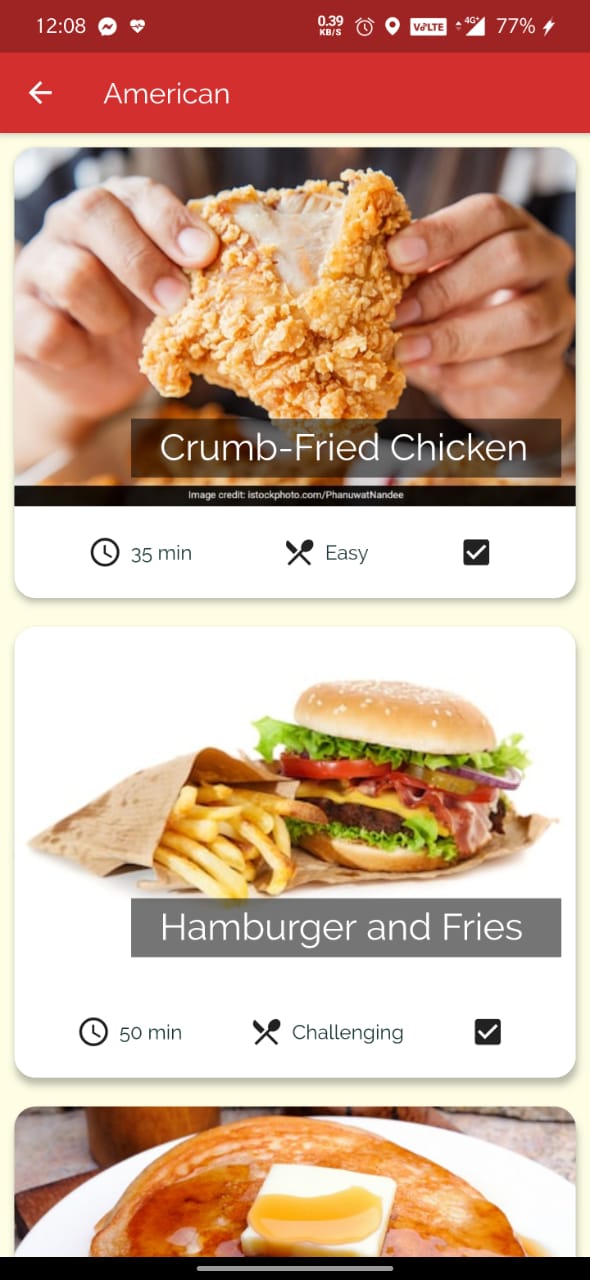 12:08 0.39 KB/S VoLTE 4G+ 77%
American
Crumb-Fried Chicken
Image credit: istockphoto.com/PhanuwatNandee
35 min Easy
Hamburger and Fries
50 min Challenging